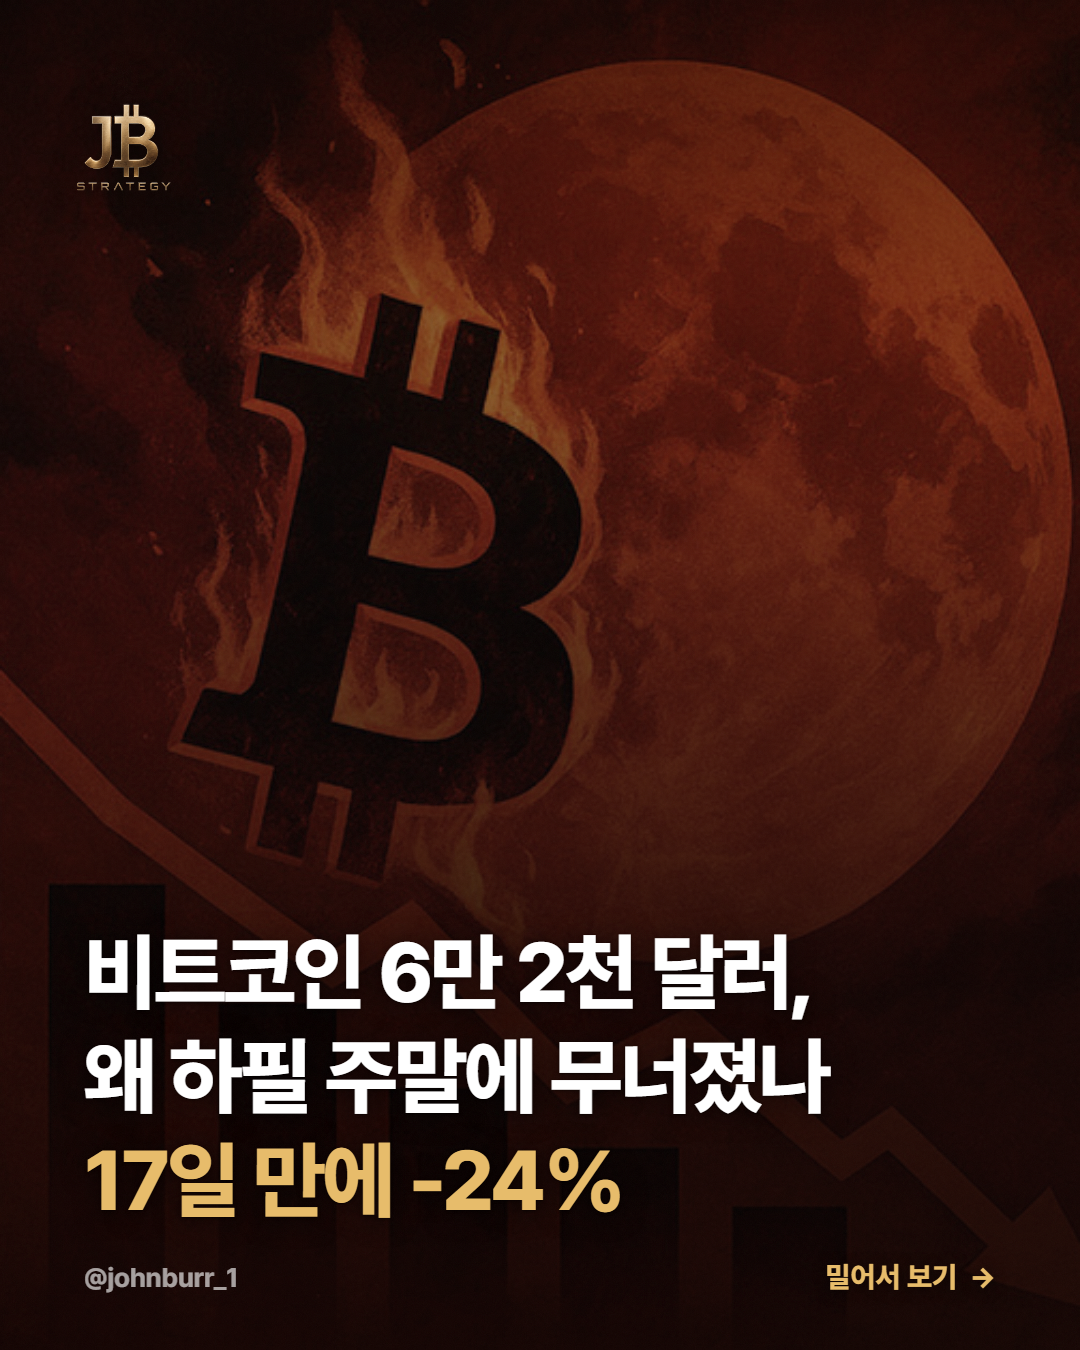 JB
STRATEGY
비트코인 6만 2천 달러,
왜 하필 주말에 무너졌나
17일 만에 -24%
@johnburr_1
밀어서 보기 →